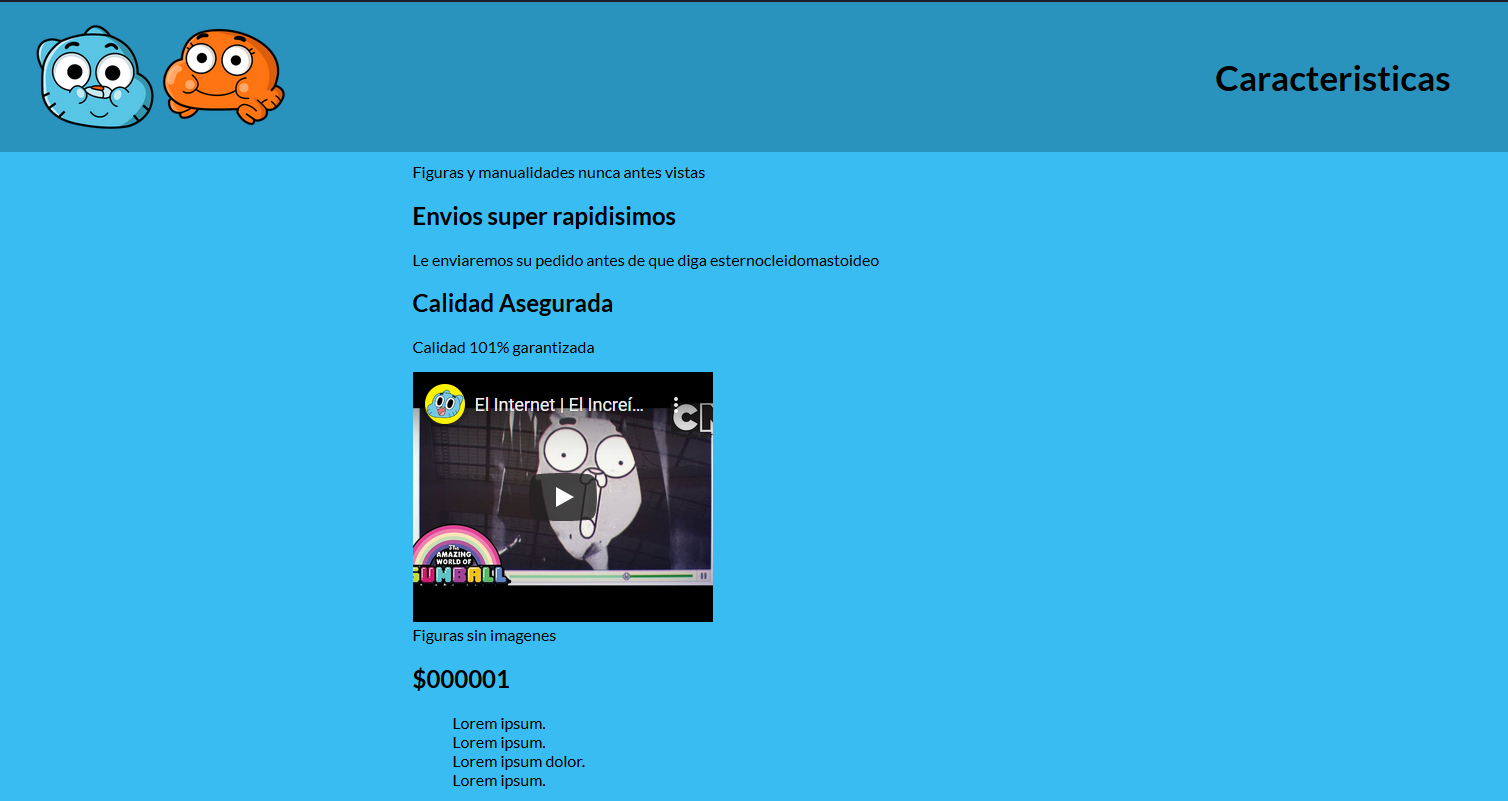 Caracteristicas
Figuras y manualidades nunca antes vistas
Envios super rapidisimos
Le enviaremos su pedido antes de que diga esternocleidomastoideo
Calidad Asegurada
Calidad 101% garantizada
El Internet | El Increí...
CN
The
AMAZING
WORLD OF
GUMBALL
Figuras sin imagenes
$000001
Lorem ipsum.
Lorem ipsum.
Lorem ipsum dolor.
Lorem ipsum.